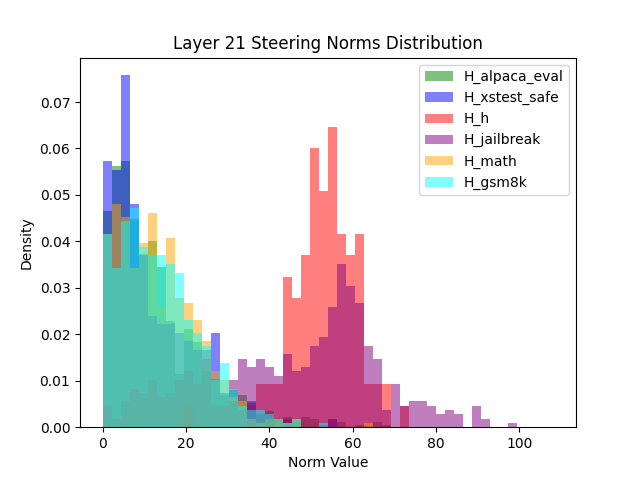 Layer 21 Steering Norms Distribution
H_alpaca_eval
H_xstest_safe
H_h
H_jailbreak
H_math
H_gsm8k
Density
0.07
0.06
0.05
0.04
0.03
0.02
0.01
0.00
0 20 40 60 80 100
Norm Value